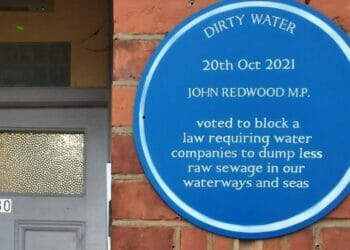 DIRTY WATER
20th Oct 2021
JOHN REDWOOD M.P.
voted to block a
law requiring water
companies to dump less
raw sewage in our
waterways and seas
30